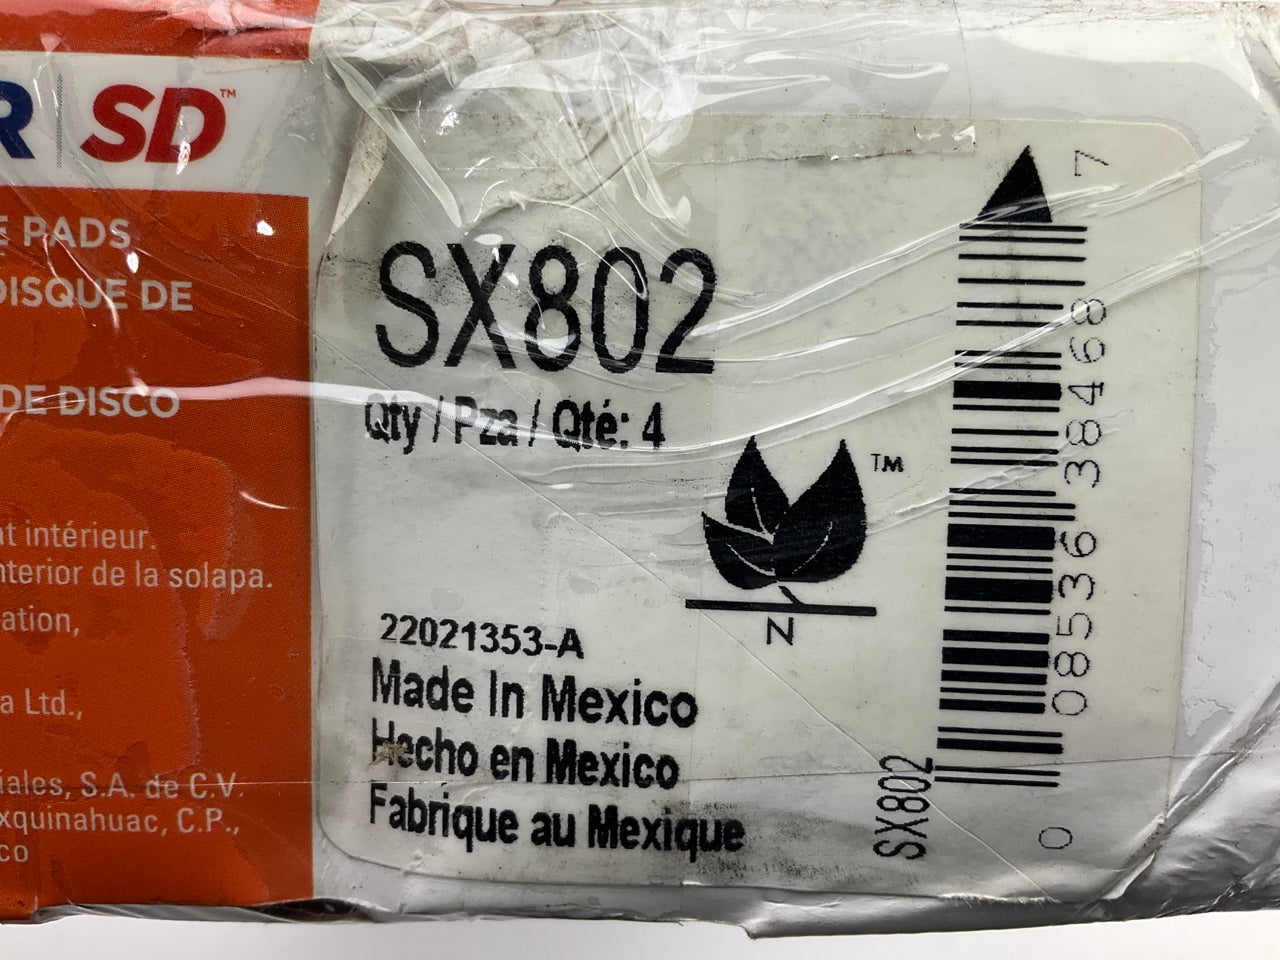 R | SD™
E PADS
DISQUE DE
DE DISCO
nt intérieur.
nterior de la solapa.
ation,
a Ltd.,
iales, S.A. de C.V.
xquinahuac, C.P.,
co
SX802
Qty / Pza / Qté: 4
TM
N
22021353-A
Made In Mexico
Hecho en Mexico
Fabrique au Mexique
SX802
0 08536 38468 7